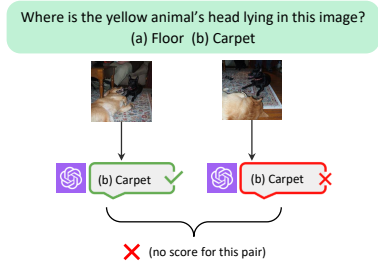 Where is the yellow animal's head lying in this image?
(a) Floor (b) Carpet
(b) Carpet
(b) Carpet
(no score for this pair)